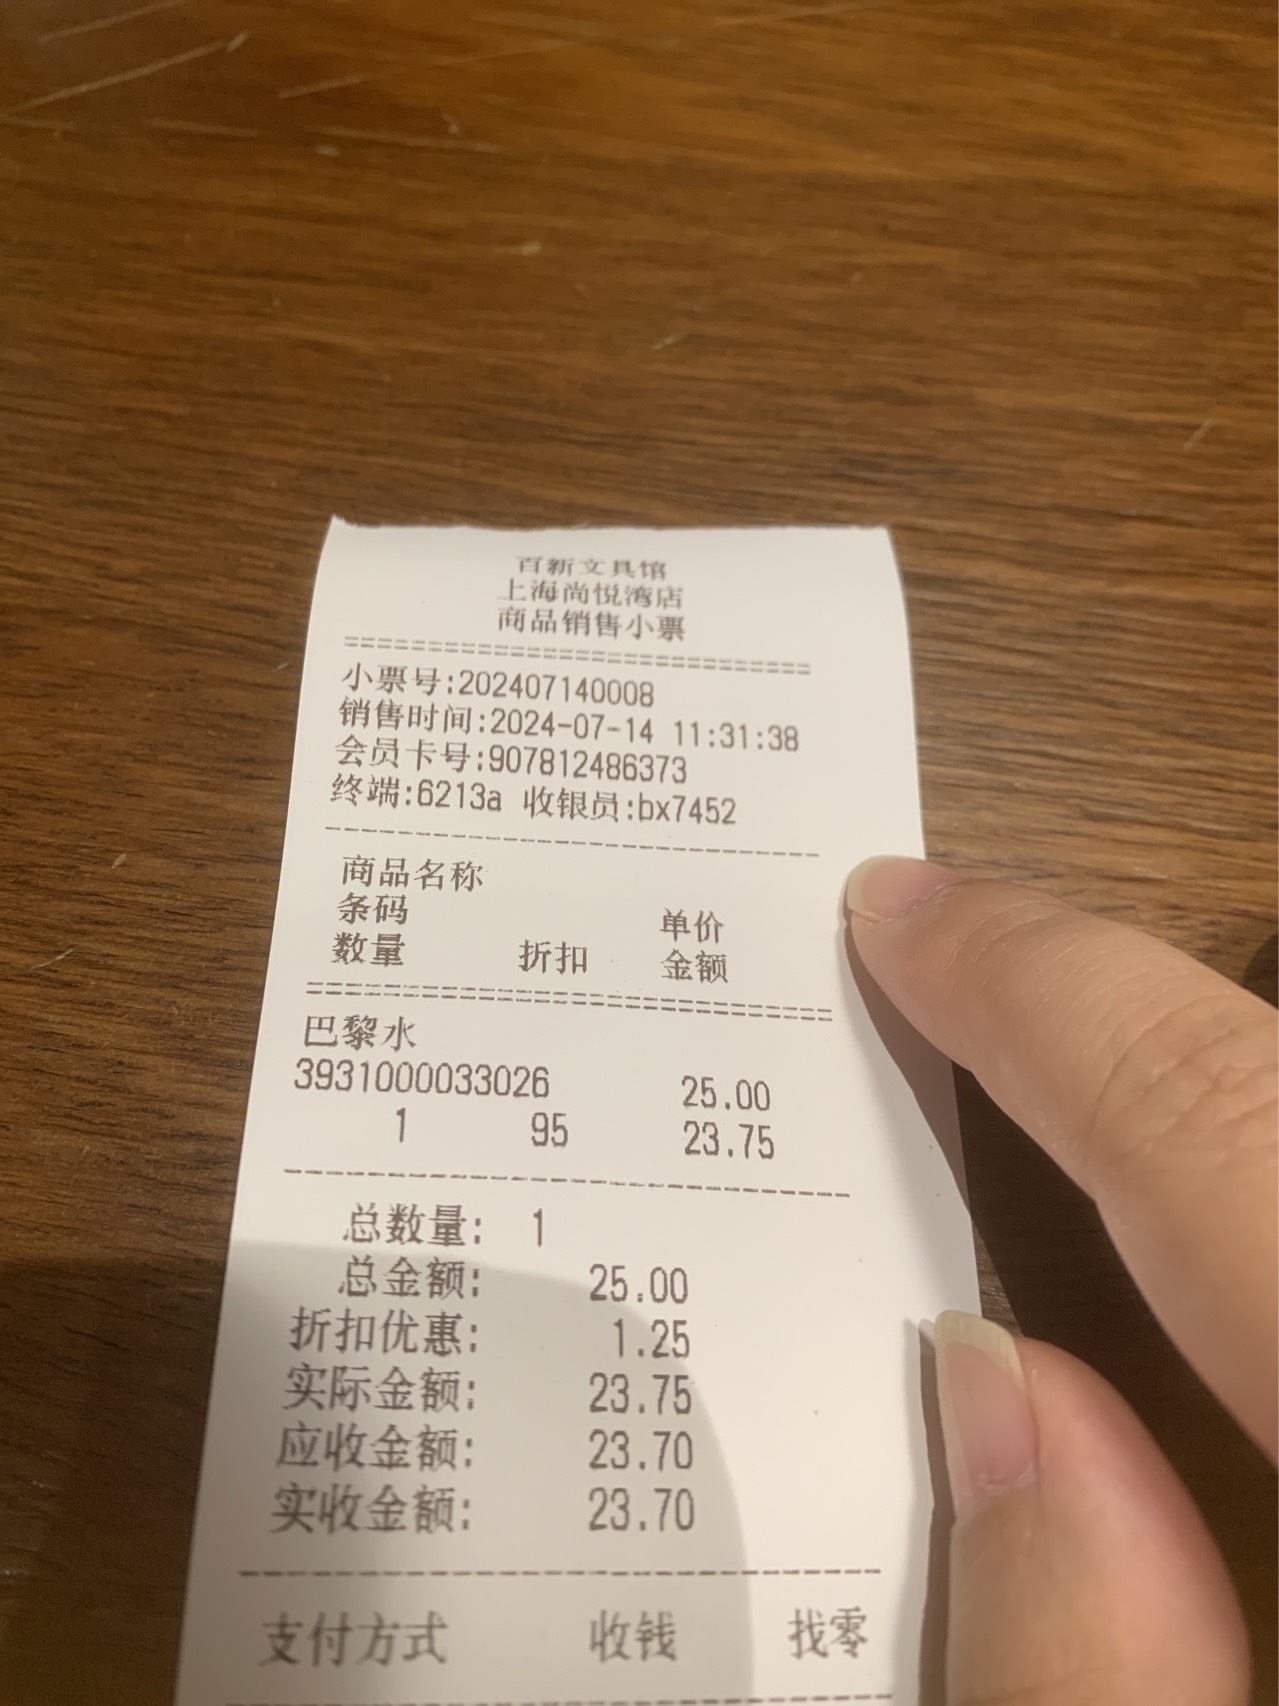 百新文具馆
上海尚悦湾店
商品销售小票
==============================
小票号:202407140008
销售时间:2024-07-14 11:31:38
会员卡号:907812486373
终端:6213a 收银员:bx7452
------------------------------
商品名称
条码 单价
数量 折扣 金额
==============================
巴黎水
3931000033026 25.00
1 95 23.75
------------------------------
总数量: 1
总金额: 25.00
折扣优惠: 1.25
实际金额: 23.75
应收金额: 23.70
实收金额: 23.70
------------------------------
支付方式 收钱 找零
------------------------------